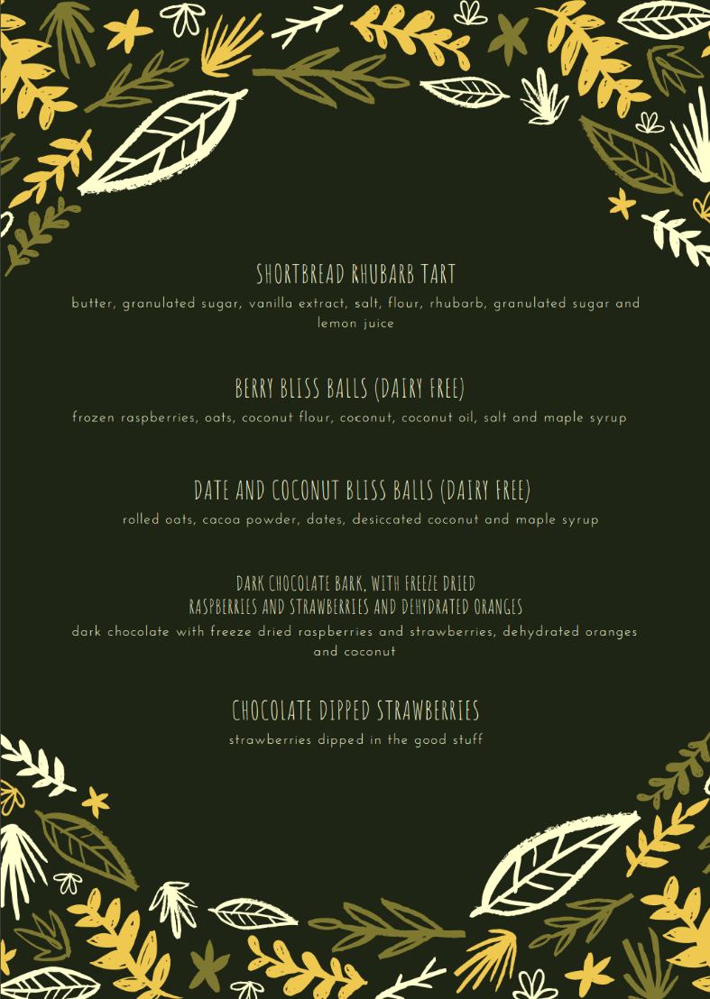 SHORTBREAD RHUBARB TART
butter, granulated sugar, vanilla extract, salt, flour, rhubarb, granulated sugar and
lemon juice
BERRY BLISS BALLS (DAIRY FREE)
frozen raspberries, oats, coconut flour, coconut, coconut oil, salt and maple syrup
DATE AND COCONUT BLISS BALLS (DAIRY FREE)
rolled oats, cacoa powder, dates, desiccated coconut and maple syrup
DARK CHOCOLATE BARK, WITH FREEZE DRIED
RASPBERRIES AND STRAWBERRIES AND DEHYDRATED ORANGES
dark chocolate with freeze dried raspberries and strawberries, dehydrated oranges
and coconut
CHOCOLATE DIPPED STRAWBERRIES
strawberries dipped in the good stuff